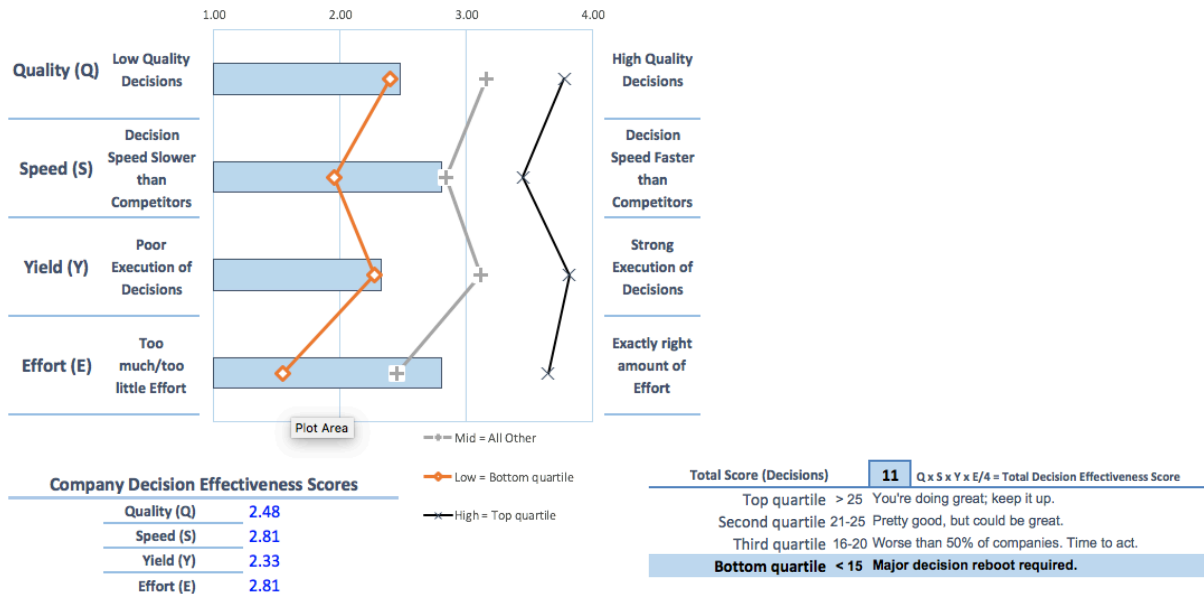 1.00 2.00 3.00 4.00
Quality (Q)
Low Quality
Decisions
High Quality
Decisions
Speed (S)
Decision
Speed Slower
than
Competitors
Decision
Speed Faster
than
Competitors
Yield (Y)
Poor
Execution of
Decisions
Strong
Execution of
Decisions
Effort (E)
Too
much/too
little Effort
Exactly right
amount of
Effort
Plot Area
Mid = All Other
Low = Bottom quartile
High = Top quartile
Company Decision Effectiveness Scores
Quality (Q) 2.48
Speed (S) 2.81
Yield (Y) 2.33
Effort (E) 2.81
Total Score (Decisions) 11 Q x S x Y x E/4 = Total Decision Effectiveness Score
Top quartile > 25 You're doing great; keep it up.
Second quartile 21-25 Pretty good, but could be great.
Third quartile 16-20 Worse than 50% of companies. Time to act.
Bottom quartile < 15 Major decision reboot required.